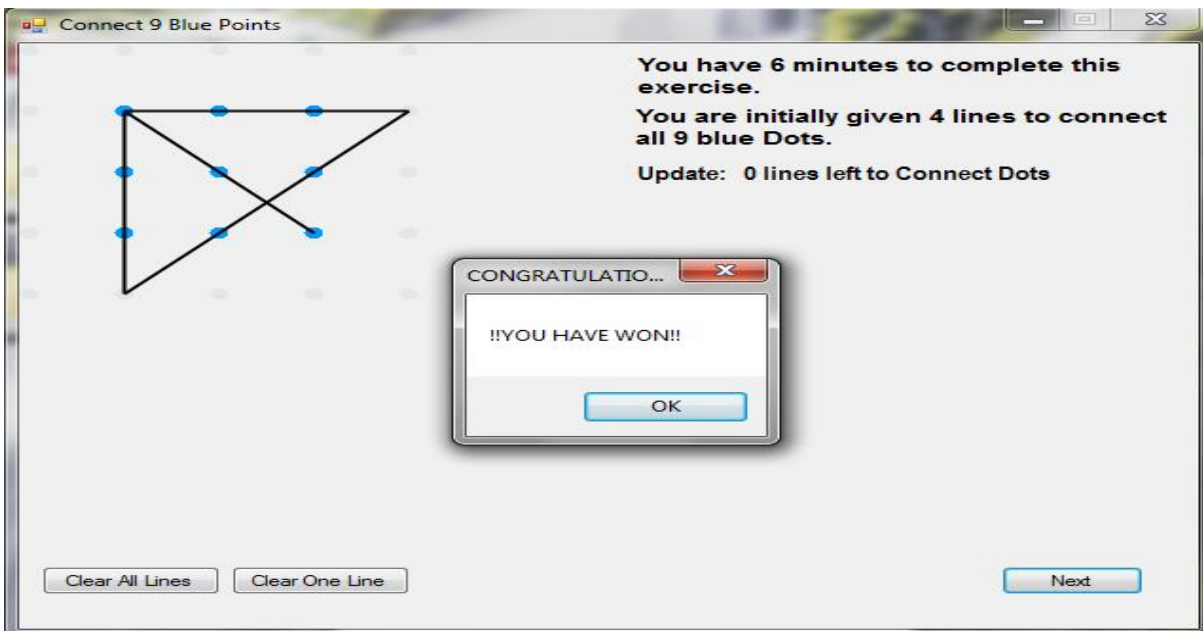 Connect 9 Blue Points
You have 6 minutes to complete this
exercise.
You are initially given 4 lines to connect
all 9 blue Dots.
Update: 0 lines left to Connect Dots
CONGRATULATIO...
!!YOU HAVE WON!!
OK
Clear All Lines
Clear One Line
Next